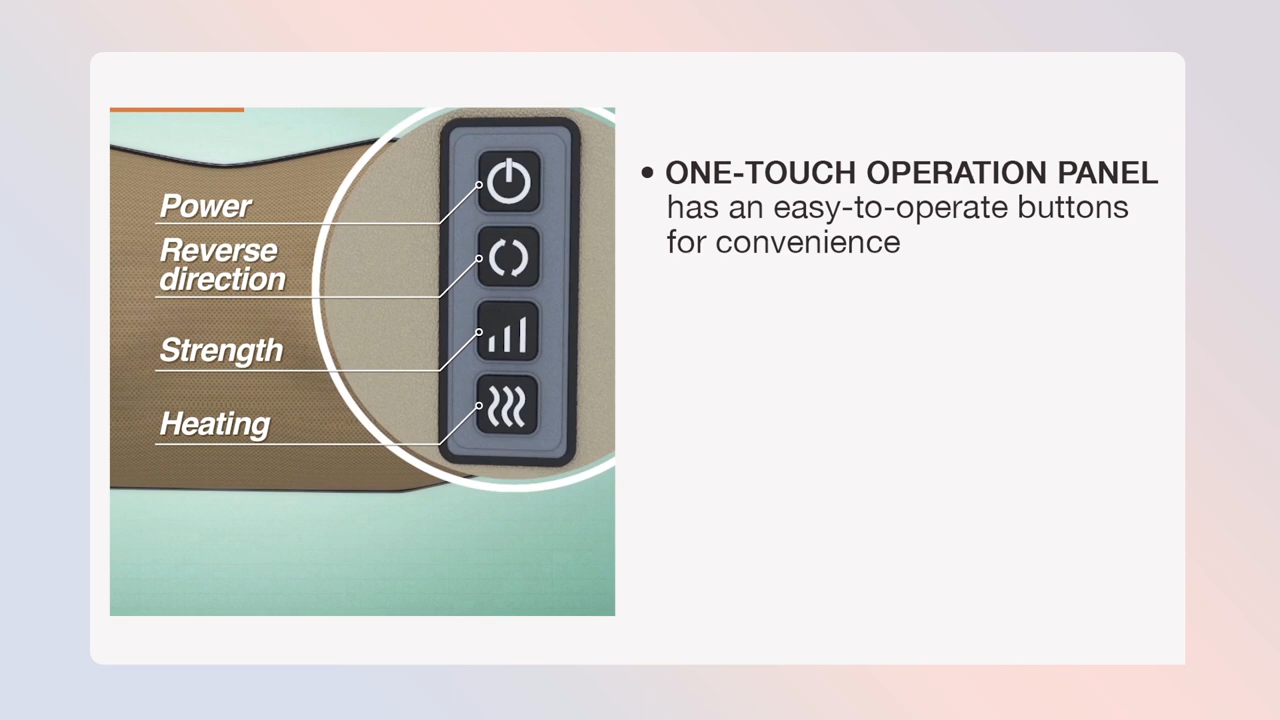 Power
Reverse
direction
Strength
Heating
• ONE-TOUCH OPERATION PANEL
has an easy-to-operate buttons
for convenience